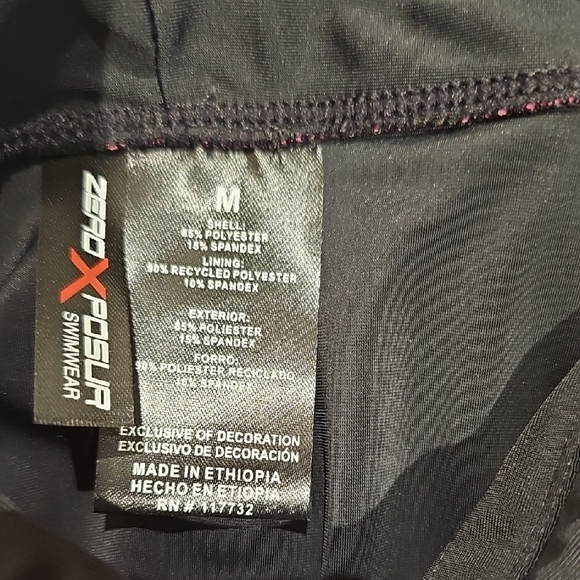 ZEROXPOSUR
SWIMWEAR
M
SHELL:
85% POLYESTER
15% SPANDEX
LINING:
90% RECYCLED POLYESTER
10% SPANDEX
EXTERIOR:
85% POLIESTER
15% SPANDEX
FORRO:
90% POLIESTER RECICLADO
10% SPANDEX
EXCLUSIVE OF DECORATION
EXCLUSIVO DE DECORACIÓN
MADE IN ETHIOPIA
HECHO EN ETIOPIA
RN # 117732